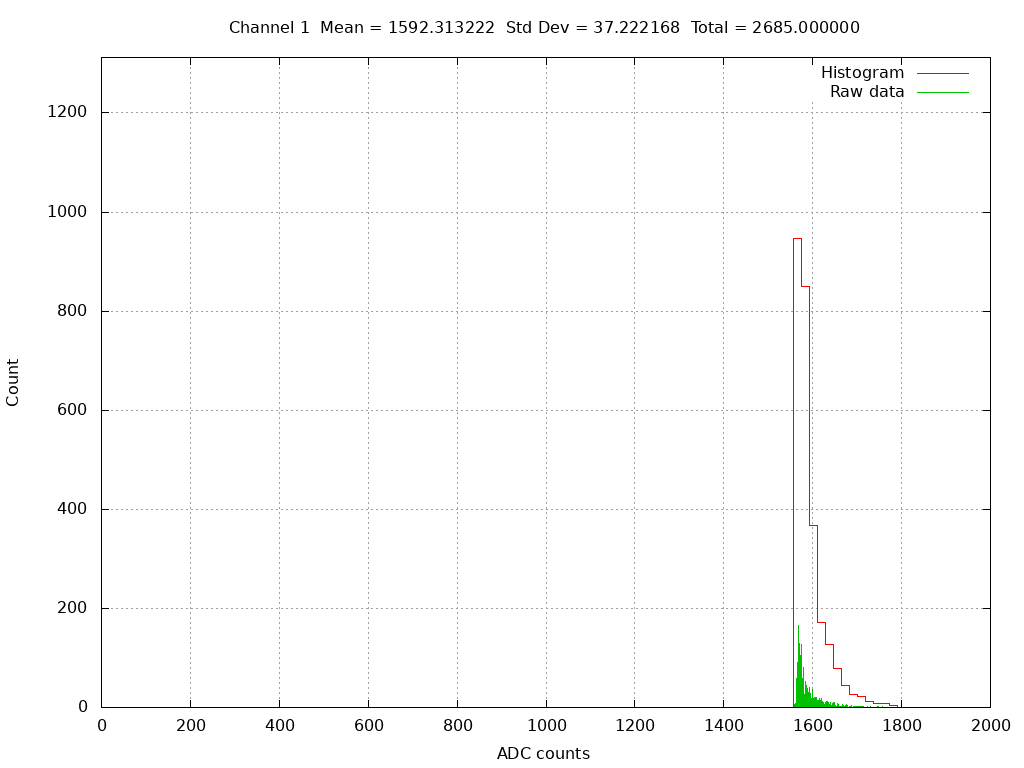 Channel 1  Mean = 1592.313222  Std Dev = 37.222168  Total = 2685.000000
Histogram
Raw data
1200
1000
800
600
400
200
0
Count
0 200 400 600 800 1000 1200 1400 1600 1800 2000
ADC counts